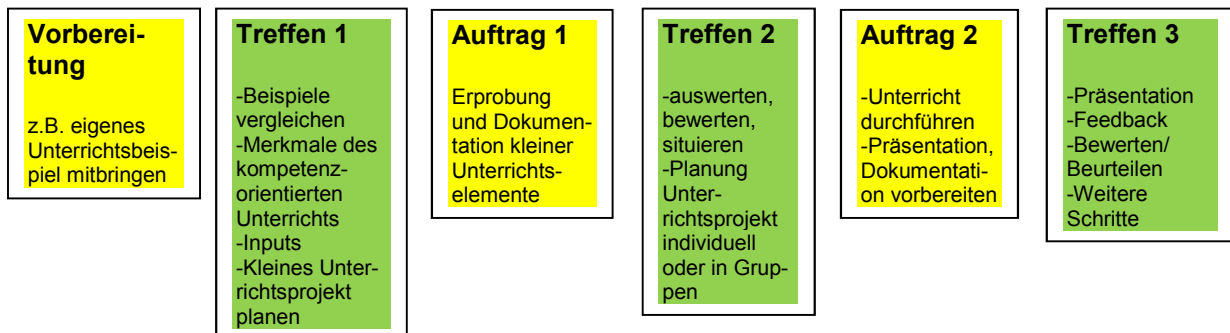 Vorberei-
tung
z.B. eigenes
Unterrichtsbeis-
piel mitbringen
Treffen 1
-Beispiele
vergleichen
-Merkmale des
kompetenz-
orientierten
Unterrichts
-Inputs
-Kleines Unter-
richtsprojekt
planen
Auftrag 1
Erprobung
und Dokumen-
tation kleiner
Unterrichts-
elemente
Treffen 2
-auswerten,
bewerten,
situieren
-Planung
Unter-
richtsprojekt
individuell
oder in Grup-
pen
Auftrag 2
-Unterricht
durchführen
-Präsentation,
Dokumentati-
on vorbereiten
Treffen 3
-Präsentation
-Feedback
-Bewerten/
Beurteilen
-Weitere
Schritte